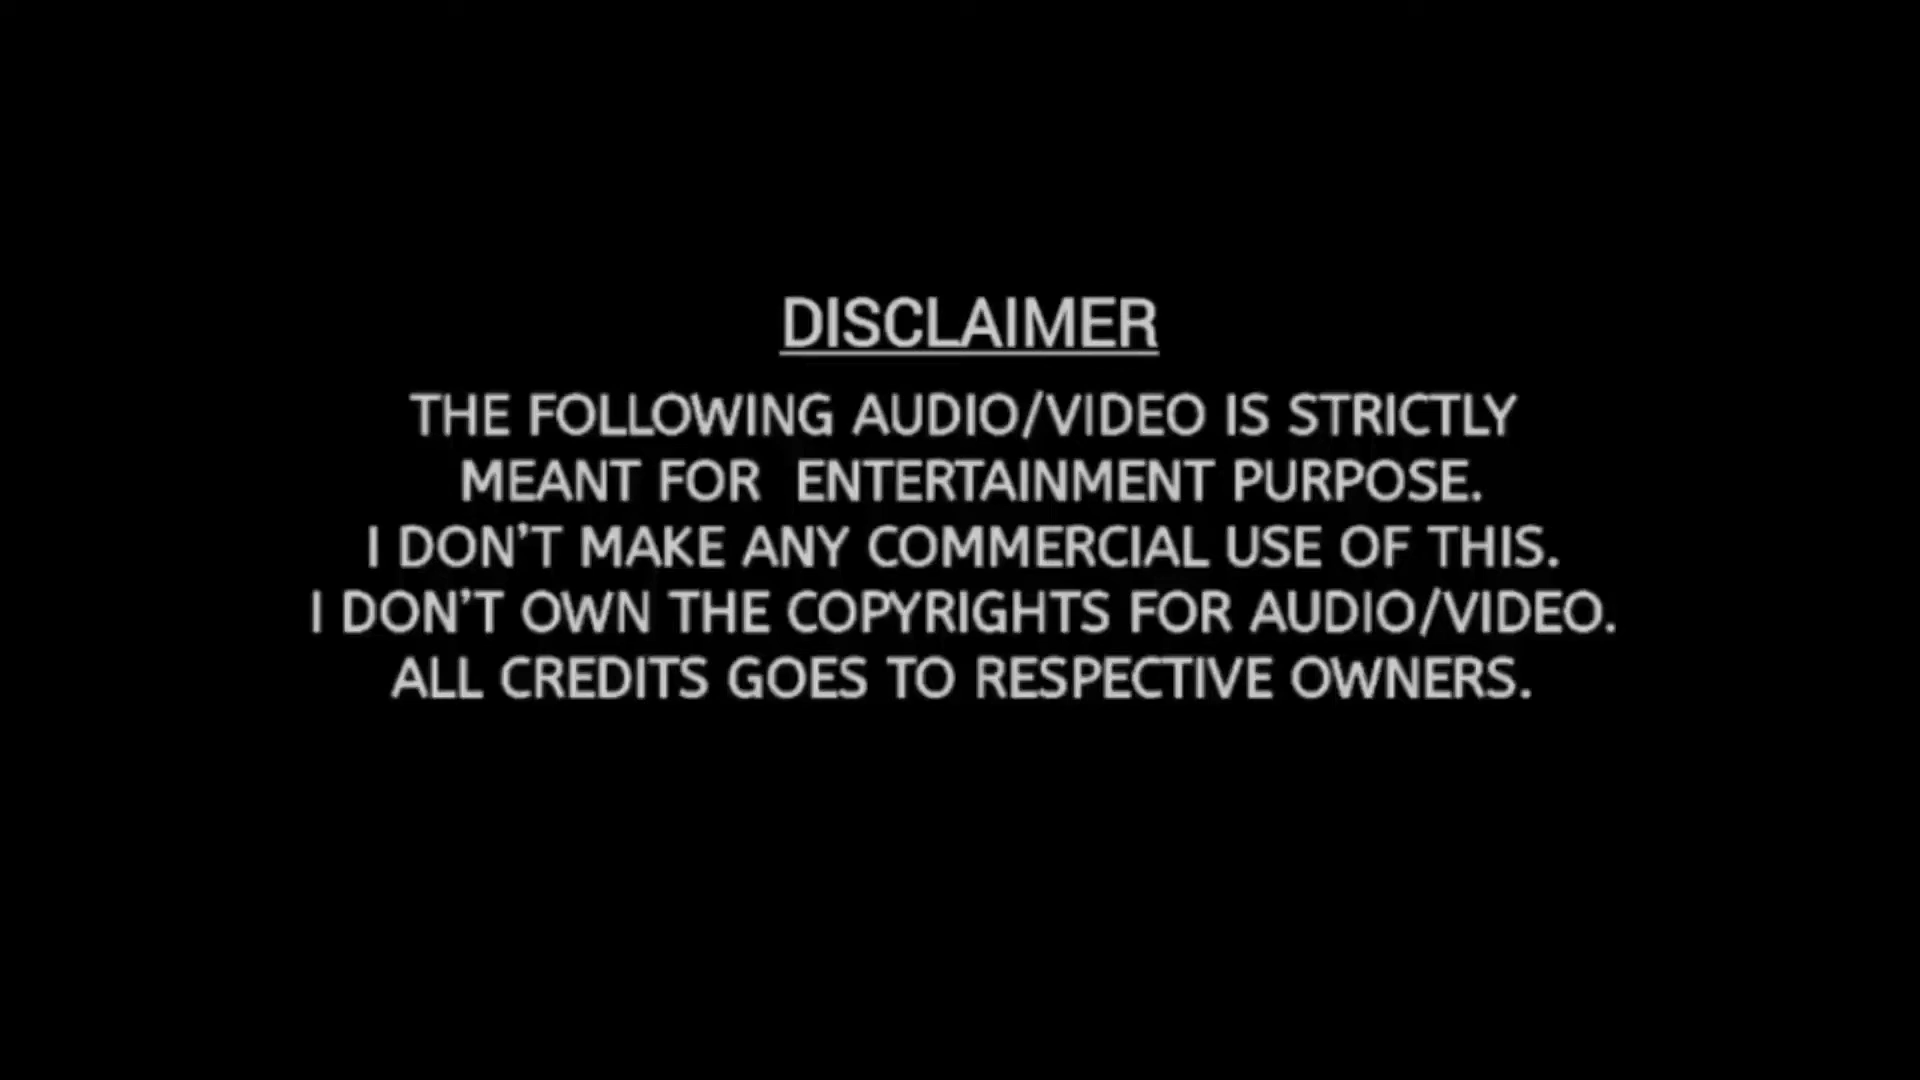 DISCLAIMER
THE FOLLOWING AUDIO/VIDEO IS STRICTLY
MEANT FOR  ENTERTAINMENT PURPOSE.
I DON’T MAKE ANY COMMERCIAL USE OF THIS.
I DON’T OWN THE COPYRIGHTS FOR AUDIO/VIDEO.
ALL CREDITS GOES TO RESPECTIVE OWNERS.